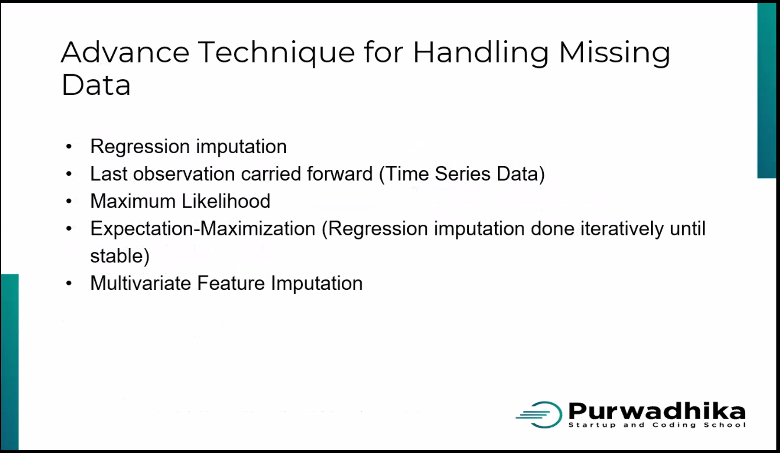 Advance Technique for Handling Missing
Data
• Regression imputation
• Last observation carried forward (Time Series Data)
• Maximum Likelihood
• Expectation-Maximization (Regression imputation done iteratively until
stable)
• Multivariate Feature Imputation
Purwadhika
Startup and Coding School